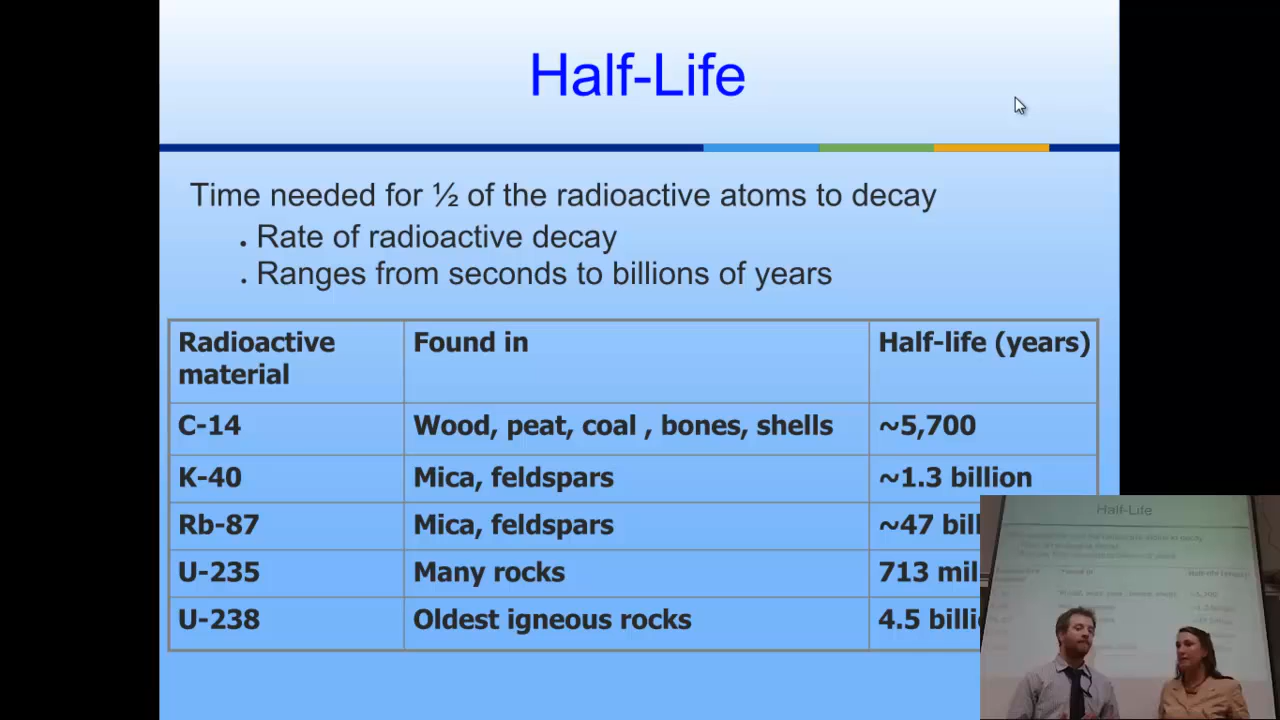 Half-Life
Time needed for ½ of the radioactive atoms to decay
. Rate of radioactive decay
. Ranges from seconds to billions of years
Radioactive material Found in Half-life (years)
C-14 Wood, peat, coal , bones, shells ~5,700
K-40 Mica, feldspars ~1.3 billion
Rb-87 Mica, feldspars ~47 bill
U-235 Many rocks 713 mil
U-238 Oldest igneous rocks 4.5 billi
Half-Life